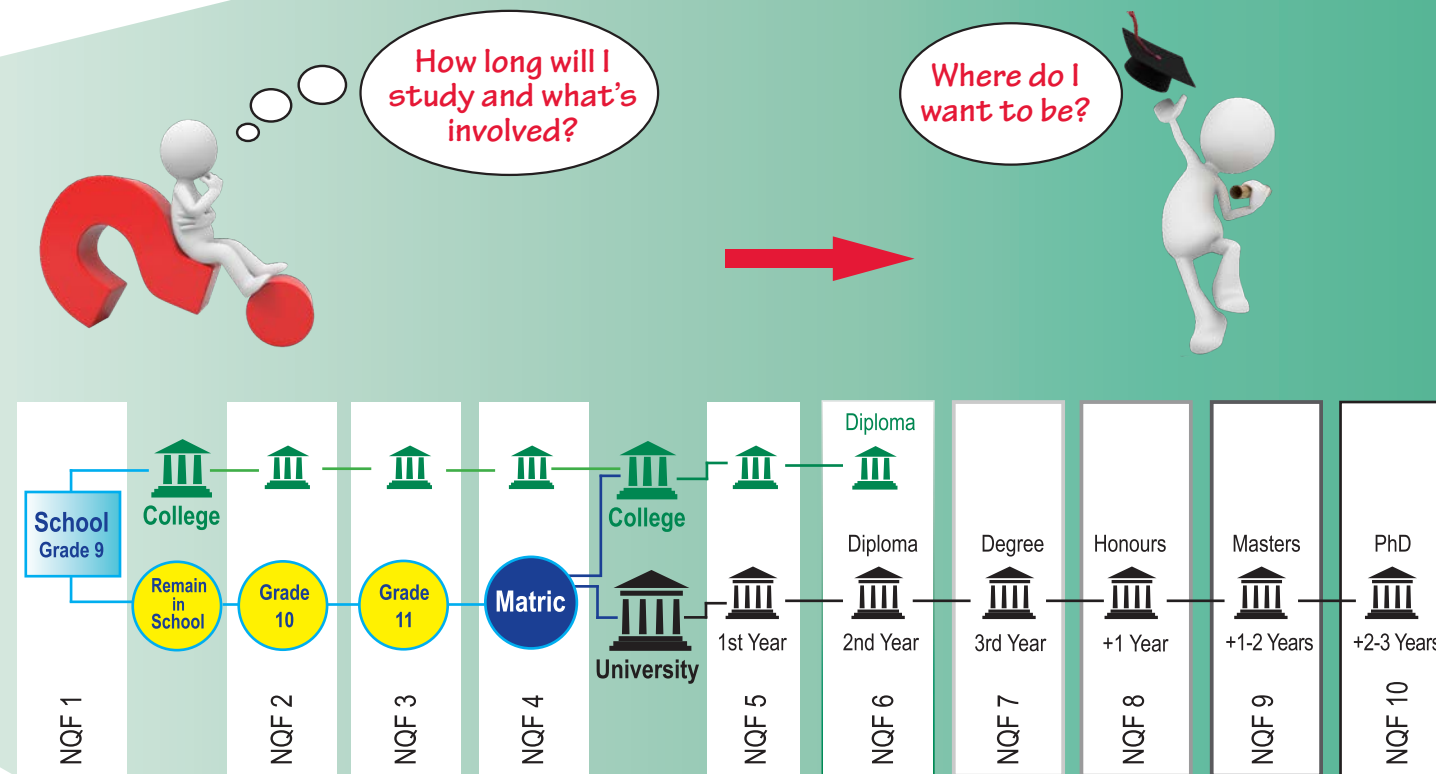 How long will I
study and what's
involved?
Where do I
want to be?
Diploma
School
Grade 9
College
College
Remain
in
School
Grade
10
Grade
11
Matric
University
Diploma
Degree
Honours
Masters
PhD
1st Year
2nd Year
3rd Year
+1 Year
+1-2 Years
+2-3 Years
NQF 1
NQF 2
NQF 3
NQF 4
NQF 5
NQF 6
NQF 7
NQF 8
NQF 9
NQF 10